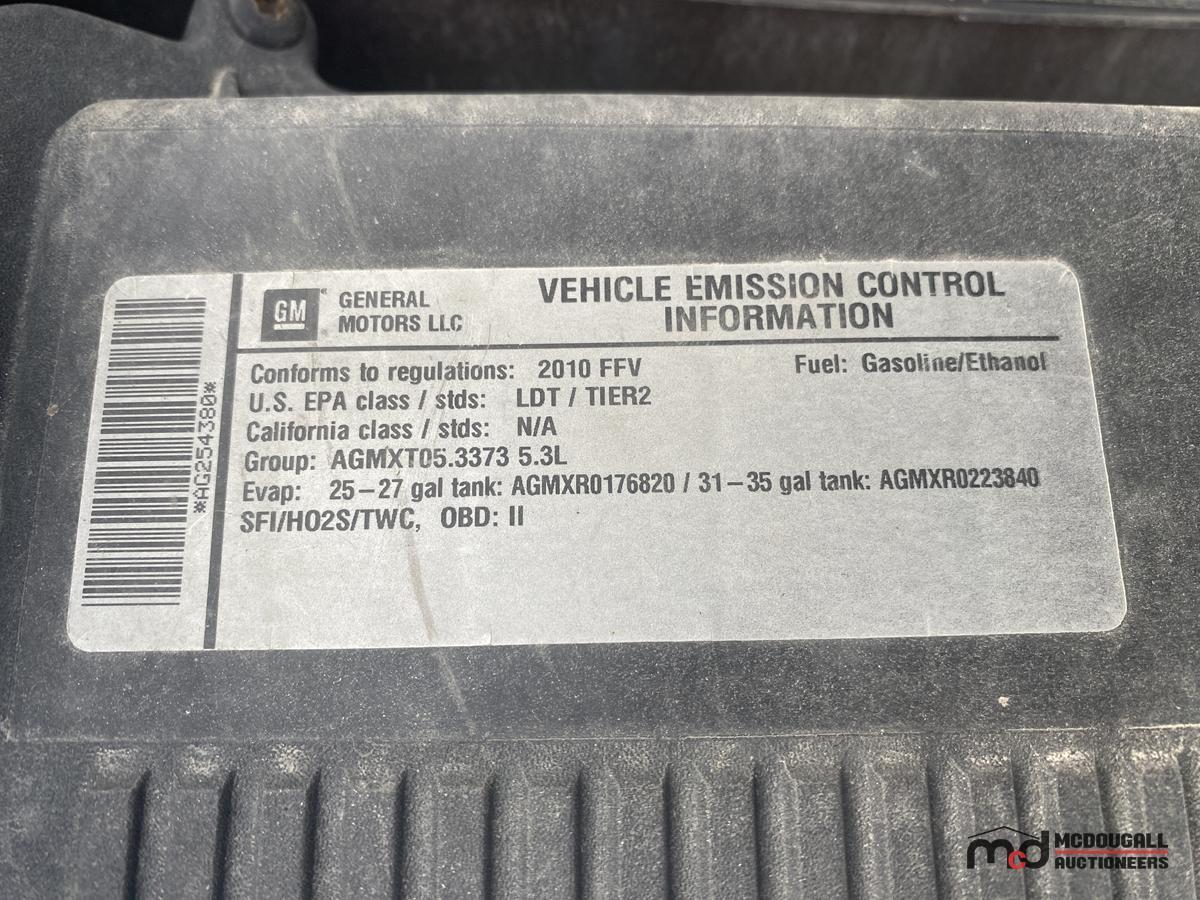 *AG254380*
GM
GENERAL
MOTORS LLC
VEHICLE EMISSION CONTROL
INFORMATION
Conforms to regulations: 2010 FFV
Fuel: Gasoline/Ethanol
U.S. EPA class / stds: LDT / TIER2
California class / stds: N/A
Group: AGMXT05.3373 5.3L
Evap: 25–27 gal tank: AGMXR0176820 / 31–35 gal tank: AGMXR0223840
SFI/HO2S/TWC, OBD: II
mcd
MCDOUGALL
AUCTIONEERS